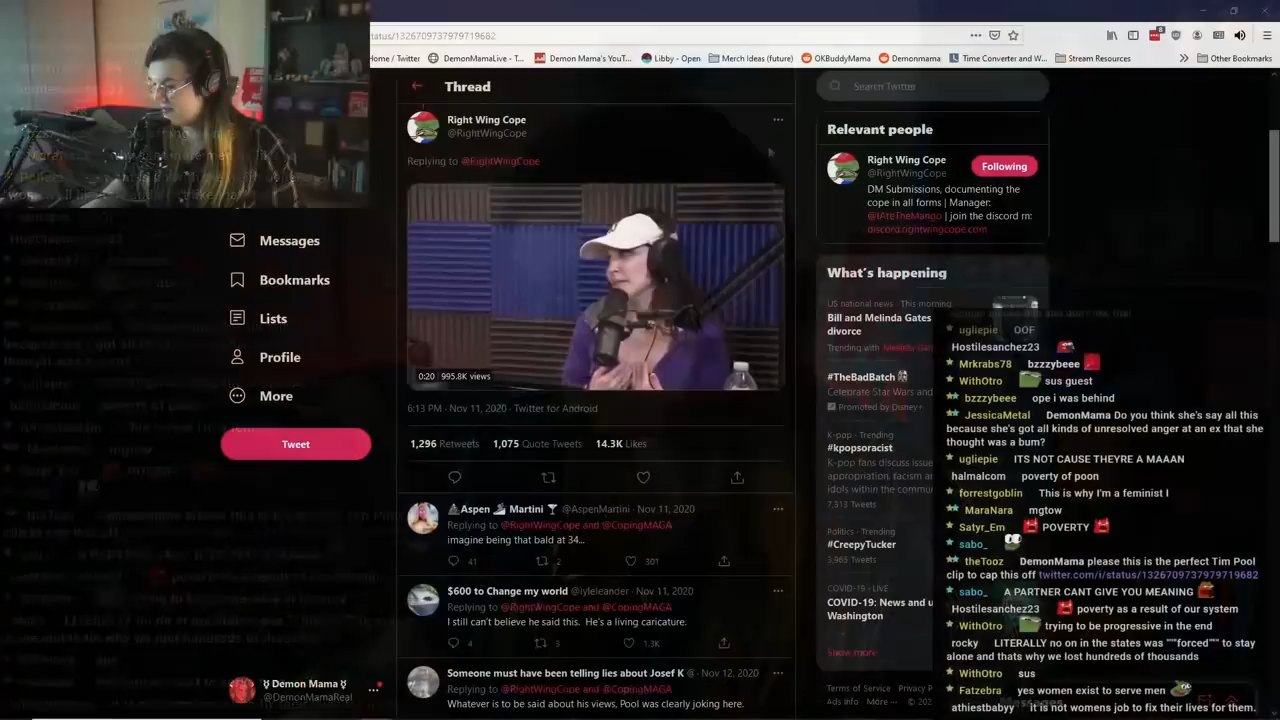 tatus/1326709737979719682
Home / Twitter
DemonMamaLive - T...
Demon Mama's YouT...
Libby - Open
Merch Ideas (future)
OKBuddyMama
Demonmama
Time Converter and W...
Stream Resources
Other Bookmarks
Thread
Search Twitter
Right Wing Cope
@RightWingCope
Replying to @RightWingCope
0:20
995.8K views
6:13 PM · Nov 11, 2020 · Twitter for Android
1,296 Retweets
1,075 Quote Tweets
14.3K Likes
Aspen
Martini
@AspenMartini
· Nov 11, 2020
Replying to @RightWingCope and @CopingMAGA
imagine being that bald at 34...
41
2
301
$600 to Change my world @lyleleander · Nov 11, 2020
Replying to @RightWingCope and @CopingMAGA
I still can't believe he said this. He's a living caricature.
4
3
1.3K
Someone must have been telling lies about Josef K @ · Nov 12, 2020
Replying to @RightWingCope and @CopingMAGA
Whatever is to be said about his views, Pool was clearly joking here.
Messages
Bookmarks
Lists
Profile
More
Tweet
Demon Mama
@DemonMamaReal
Relevant people
Right Wing Cope
@RightWingCope
Following
DM Submissions, documenting the
cope in all forms | Manager:
@IAteTheMango | join the discord rn:
discord.rightwingcope.com
What's happening
US national news · This morning
Bill and Melinda Gates
divorce
Trending with
#TheBadBatch
Celebrate Star Wars and
Promoted by Disney+
K-pop · Trending
#kpopsoracist
K-pop fans discuss issue
appropriation, racism an
idols within the commun
7,313 Tweets
Politics · Trending
#CreepyTucker
3,965 Tweets
COVID-19 · LIVE
COVID-19: News and u
Washington
Show more
Terms of Service
Privacy P
Ads info
More ...
© 202
ugliepie OOF
Hostilesanchez23
Mrkrabs78 bzzzybeee
WithOtro sus guest
bzzzybeee ope i was behind
JessicaMetal DemonMama Do you think she's say all this
because she's got all kinds of unresolved anger at an ex that she
thought was a bum?
ugliepie ITS NOT CAUSE THEYRE A MAAAN
halmalcom poverty of poon
forrestgoblin This is why I'm a feminist I
MaraNara mgtow
Satyr_Em POVERTY
sabo_
theTooz DemonMama please this is the perfect Tim Pool
clip to cap this off twitter.com/i/status/1326709737979719682
sabo_ A PARTNER CANT GIVE YOU MEANING
Hostilesanchez23 poverty as a result of our system
WithOtro trying to be progressive in the end
rocky LITERALLY no on in the states was """forced""" to stay
alone and thats why we lost hundreds of thousands
WithOtro sus
Fatzebra yes women exist to serve men
athiestbabyy it is not womens job to fix their lives for them.